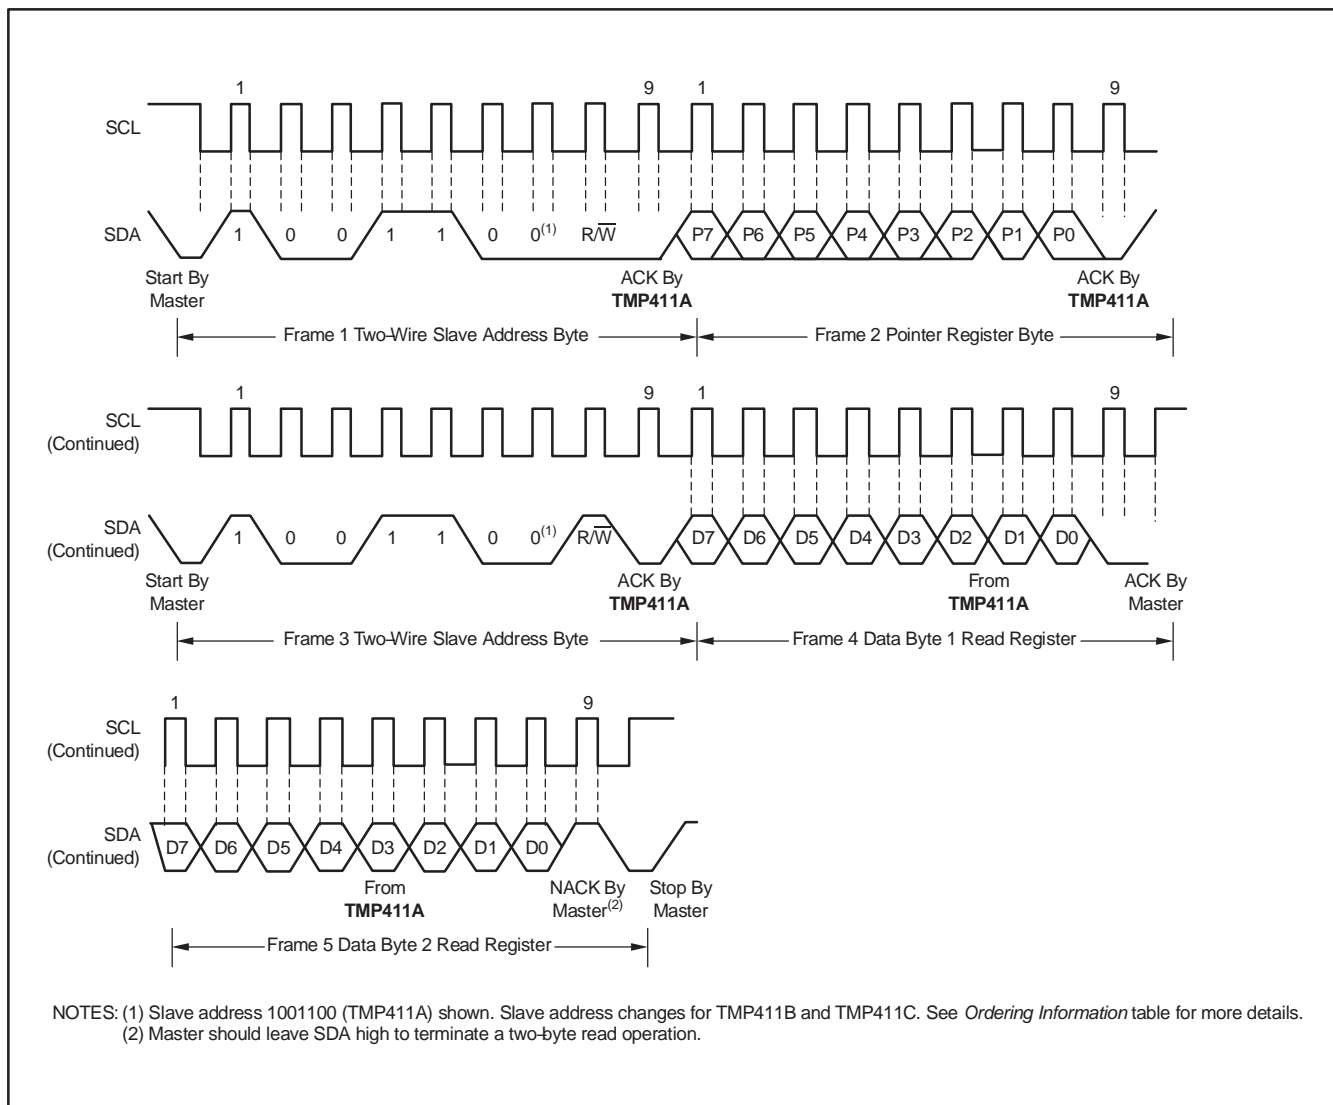 1 9 1 9
SCL
SDA 1 0 0 1 1 0 0(1) R/W P7 P6 P5 P4 P3 P2 P1 P0
Start By Master
ACK By TMP411A
ACK By TMP411A
Frame 1 Two-Wire Slave Address Byte
Frame 2 Pointer Register Byte
1 9 1 9
SCL
(Continued)
SDA
(Continued)
1 0 0 1 1 0 0(1) R/W D7 D6 D5 D4 D3 D2 D1 D0
Start By
Master
ACK By
TMP411A
From
TMP411A
ACK By
Master
Frame 3 Two-Wire Slave Address Byte
Frame 4 Data Byte 1 Read Register
1 9
SCL
(Continued)
SDA
(Continued)
D7 D6 D5 D4 D3 D2 D1 D0
From
TMP411A
NACK By
Master(2)
Stop By
Master
Frame 5 Data Byte 2 Read Register
NOTES: (1) Slave address 1001100 (TMP411A) shown. Slave address changes for TMP411B and TMP411C. See Ordering Information table for more details.
(2) Master should leave SDA high to terminate a two-byte read operation.